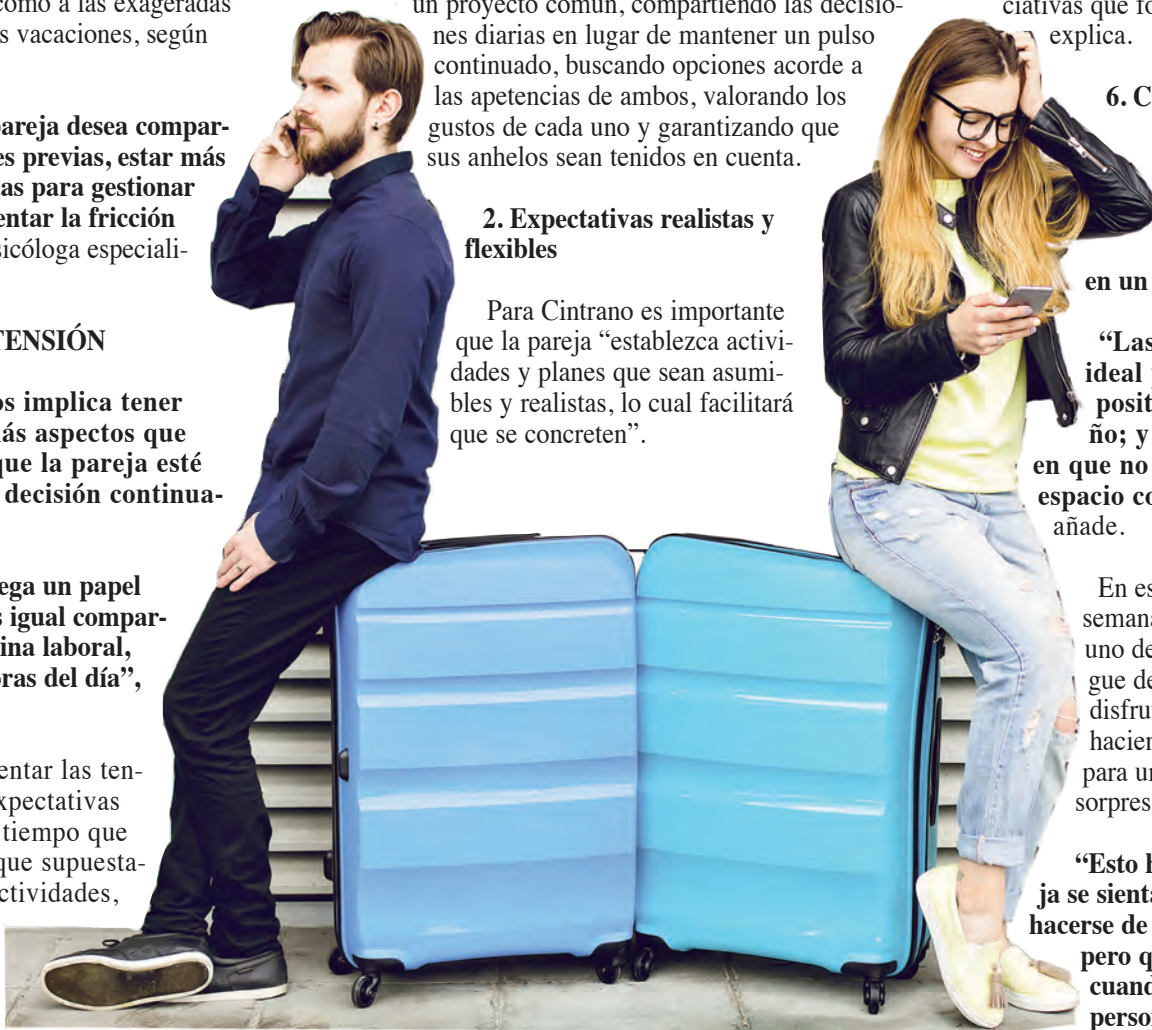 como a las exageradas
s vacaciones, según
pareja desea compar-
es previas, estar más
as para gestionar
entar la fricción
sicóloga especiali-
TENSIÓN
os implica tener
más aspectos que
que la pareja esté
decisión continua-
ega un papel
s igual compar-
ina laboral,
oras del día”,
entar las ten-
xpectativas
tiempo que
que supuesta-
ctividades,
un proyecto común, compartiendo las decisio-
nes diarias en lugar de mantener un pulso
continuado, buscando opciones acorde a
las apetencias de ambos, valorando los
gustos de cada uno y garantizando que
sus anhelos sean tenidos en cuenta.
2. Expectativas realistas y
flexibles
Para Cintrano es importante
que la pareja “establezca activi-
dades y planes que sean asumi-
bles y realistas, lo cual facilitará
que se concreten”.
ciativas que fo
explica.
6. C
en un
“Las
ideal
posit
ño; y
en que no
espacio co
añade.
En es
semana
uno de
gue de
disfru
hacien
para un
sorpres
“Esto h
ja se sienta
hacerse de
pero q
cuand
person